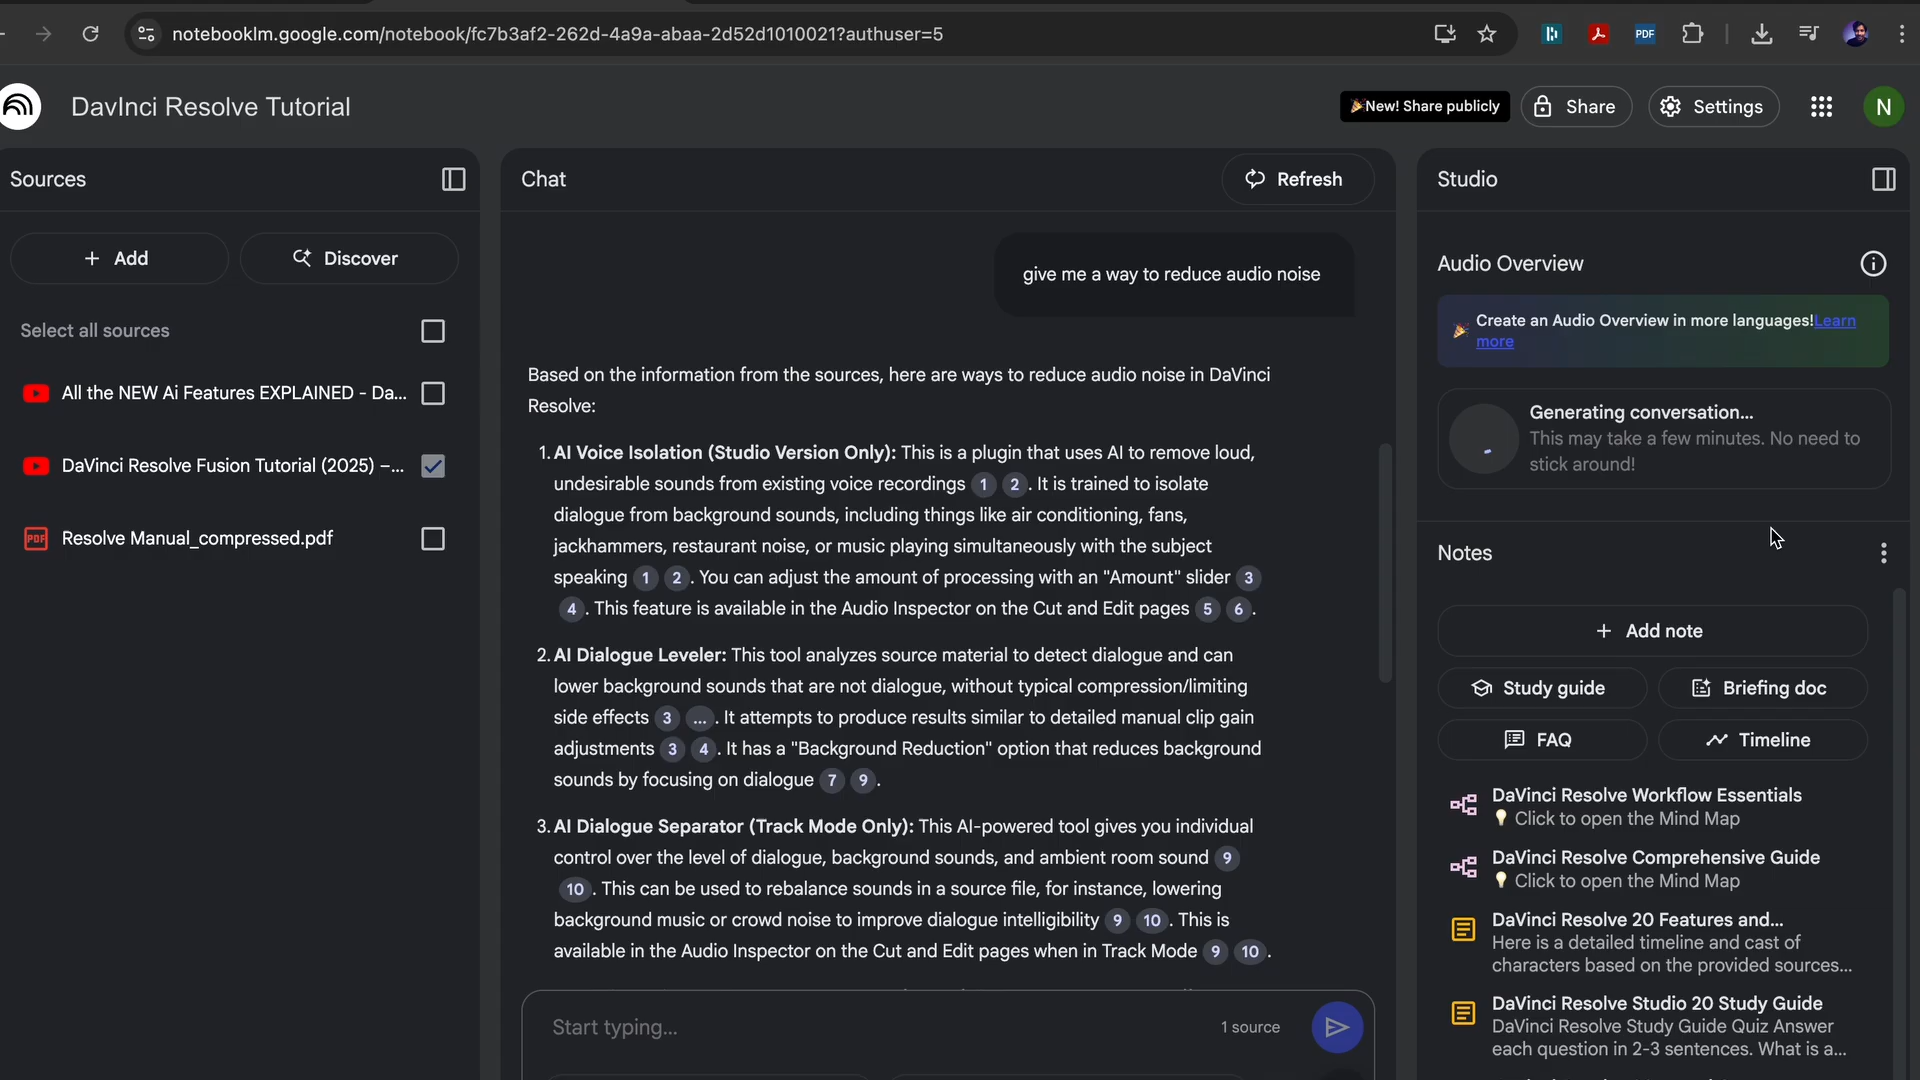 notebooklm.google.com/notebook/fc7b3af2-262d-4a9a-abaa-2d52d1010021?authuser=5
PDF
DavInci Resolve Tutorial
🎉New! Share publicly
Share
Settings
N
Sources
Add
Discover
Select all sources
All the NEW Ai Features EXPLAINED - Da...
DaVinci Resolve Fusion Tutorial (2025) –...
PDF
Resolve Manual_compressed.pdf
Chat
Refresh
give me a way to reduce audio noise
Based on the information from the sources, here are ways to reduce audio noise in DaVinci
Resolve:
1. AI Voice Isolation (Studio Version Only): This is a plugin that uses AI to remove loud,
undesirable sounds from existing voice recordings 1 2 . It is trained to isolate
dialogue from background sounds, including things like air conditioning, fans,
jackhammers, restaurant noise, or music playing simultaneously with the subject
speaking 1 2 . You can adjust the amount of processing with an "Amount" slider 3
4 . This feature is available in the Audio Inspector on the Cut and Edit pages 5 6 .
2. AI Dialogue Leveler: This tool analyzes source material to detect dialogue and can
lower background sounds that are not dialogue, without typical compression/limiting
side effects 3 ... . It attempts to produce results similar to detailed manual clip gain
adjustments 3 4 . It has a "Background Reduction" option that reduces background
sounds by focusing on dialogue 7 9 .
3. AI Dialogue Separator (Track Mode Only): This AI-powered tool gives you individual
control over the level of dialogue, background sounds, and ambient room sound 9
10 . This can be used to rebalance sounds in a source file, for instance, lowering
background music or crowd noise to improve dialogue intelligibility 9 10 . This is
available in the Audio Inspector on the Cut and Edit pages when in Track Mode 9 10 .
Start typing...
1 source
Studio
Audio Overview
Create an Audio Overview in more languages!Learn
more
Generating conversation...
This may take a few minutes. No need to
stick around!
Notes
Add note
Study guide
Briefing doc
FAQ
Timeline
DaVinci Resolve Workflow Essentials
Click to open the Mind Map
DaVinci Resolve Comprehensive Guide
Click to open the Mind Map
DaVinci Resolve 20 Features and...
Here is a detailed timeline and cast of
characters based on the provided sources...
DaVinci Resolve Studio 20 Study Guide
DaVinci Resolve Study Guide Quiz Answer
each question in 2-3 sentences. What is a...